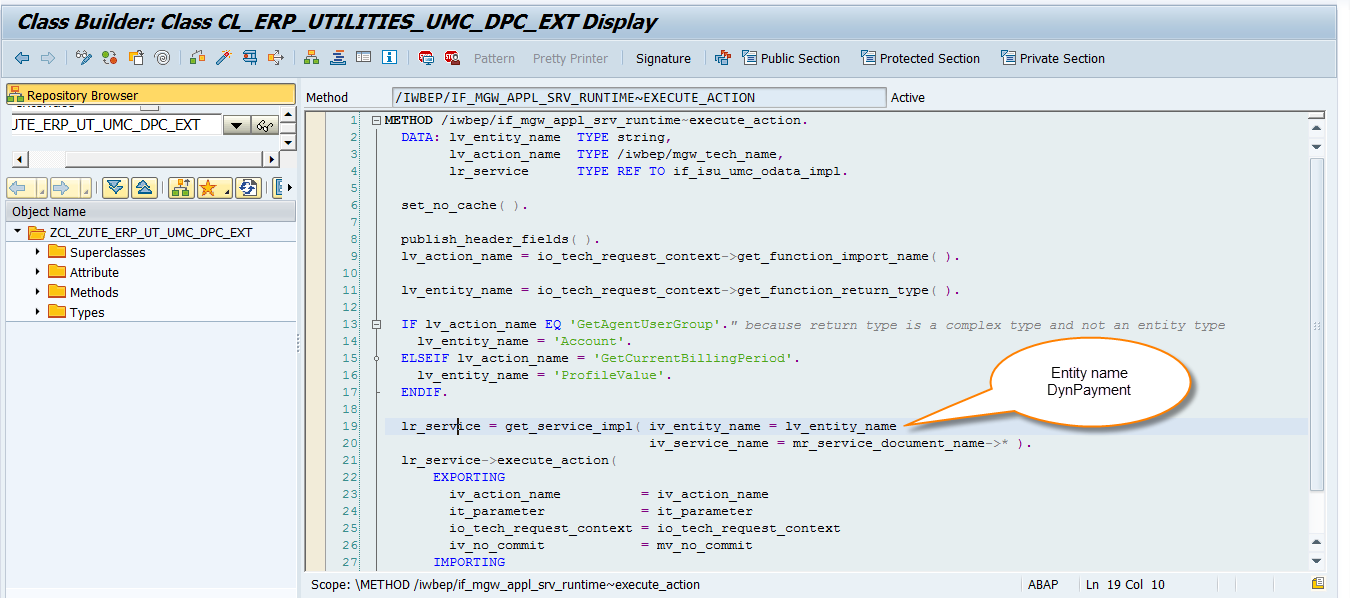 Class Builder: Class CL_ERP_UTILITIES_UMC_DPC_EXT Display
Pattern Pretty Printer Signature Public Section Protected Section Private Section
Repository Browser
JTE_ERP_UT_UMC_DPC_EXT
Object Name
ZCL_ZUTE_ERP_UT_UMC_DPC_EXT
Superclasses
Attribute
Methods
Types
Method /IWBEP/IF_MGW_APPL_SRV_RUNTIME~EXECUTE_ACTION Active
1 METHOD /iwbep/if_mgw_appl_srv_runtime~execute_action.
2 DATA: lv_entity_name TYPE string,
3 lv_action_name TYPE /iwbep/mgw_tech_name,
4 lr_service TYPE REF TO if_isu_umc_odata_impl.
5
6 set_no_cache( ).
7
8 publish_header_fields( ).
9 lv_action_name = io_tech_request_context->get_function_import_name( ).
10
11 lv_entity_name = io_tech_request_context->get_function_return_type( ).
12
13 IF lv_action_name EQ 'GetAgentUserGroup'." because return type is a complex type and not an entity type
14 lv_entity_name = 'Account'.
15 ELSEIF lv_action_name = 'GetCurrentBillingPeriod'.
16 lv_entity_name = 'ProfileValue'.
17 ENDIF.
18
19 lr_service = get_service_impl( iv_entity_name = lv_entity_name
20 iv_service_name = mr_service_document_name->* ).
21 lr_service->execute_action(
22 EXPORTING
23 iv_action_name = iv_action_name
24 it_parameter = it_parameter
25 io_tech_request_context = io_tech_request_context
26 iv_no_commit = mv_no_commit
27 IMPORTING
Entity name
DynPayment
Scope: \METHOD /iwbep/if_mgw_appl_srv_runtime~execute_action ABAP Ln 19 Col 10